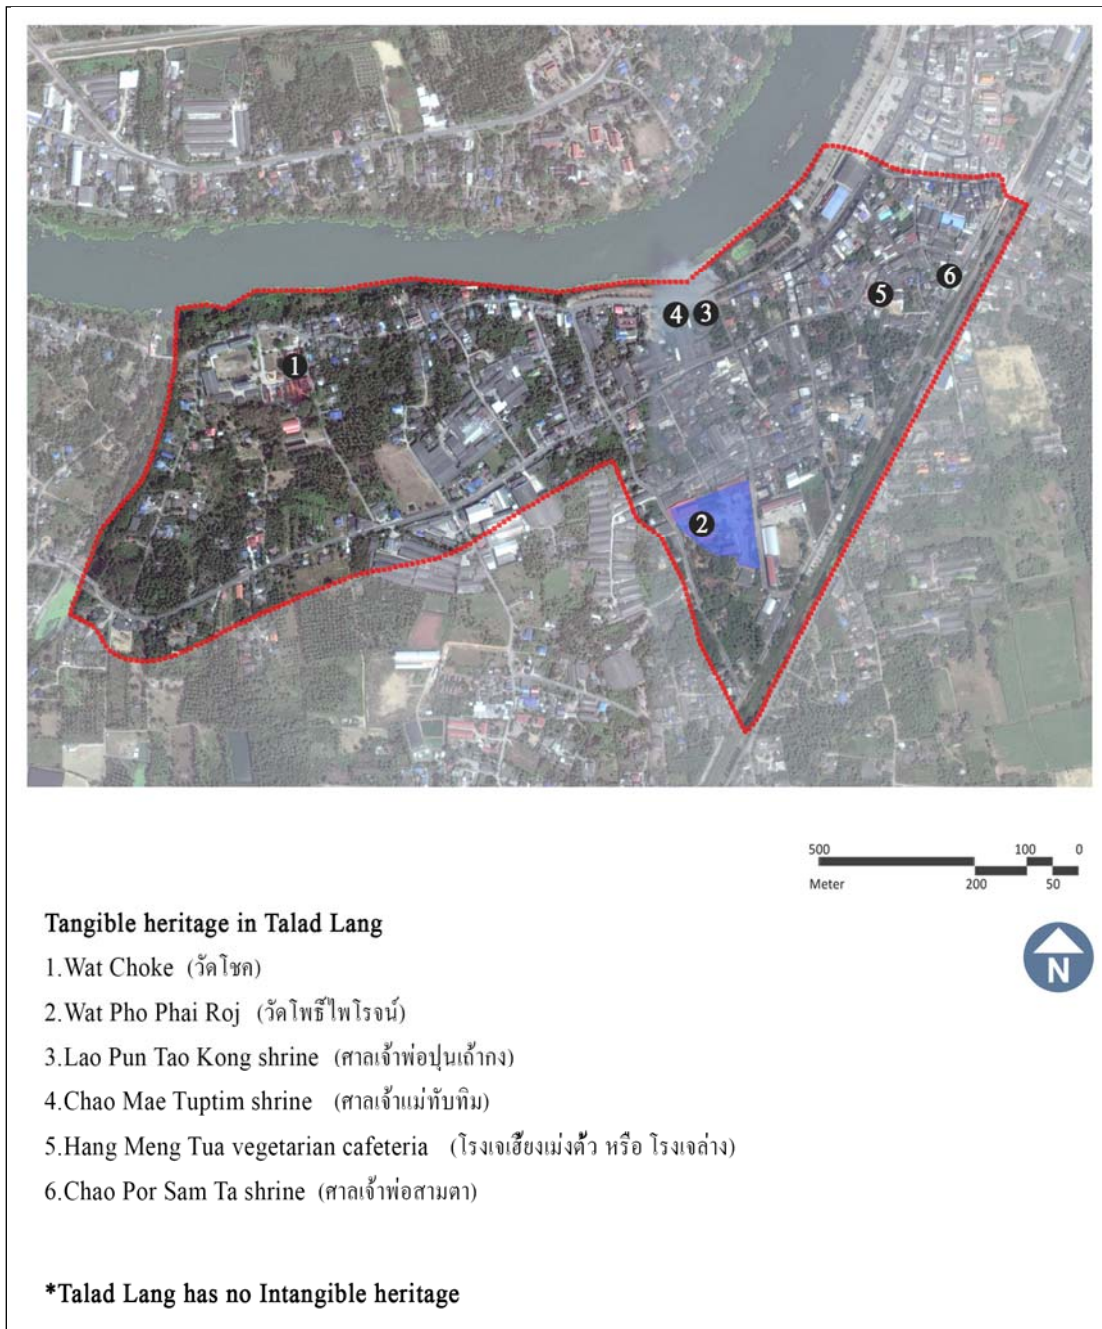 1
2
3
4
5
6
500 100 0
Meter 200 50
N
Tangible heritage in Talad Lang
1.Wat Choke (วัดโชค)
2.Wat Pho Phai Roj (วัดโพธิ์ไพโรจน์)
3.Lao Pun Tao Kong shrine (ศาลเจ้าพ่อปุนเถ้ากง)
4.Chao Mae Tuptim shrine (ศาลเจ้าแม่ทับทิม)
5.Hang Meng Tua vegetarian cafeteria (โรงเจเฮี้ยงเม่งตั๊ว หรือ โรงเจล่าง)
6.Chao Por Sam Ta shrine (ศาลเจ้าพ่อสามตา)
*Talad Lang has no Intangible heritage